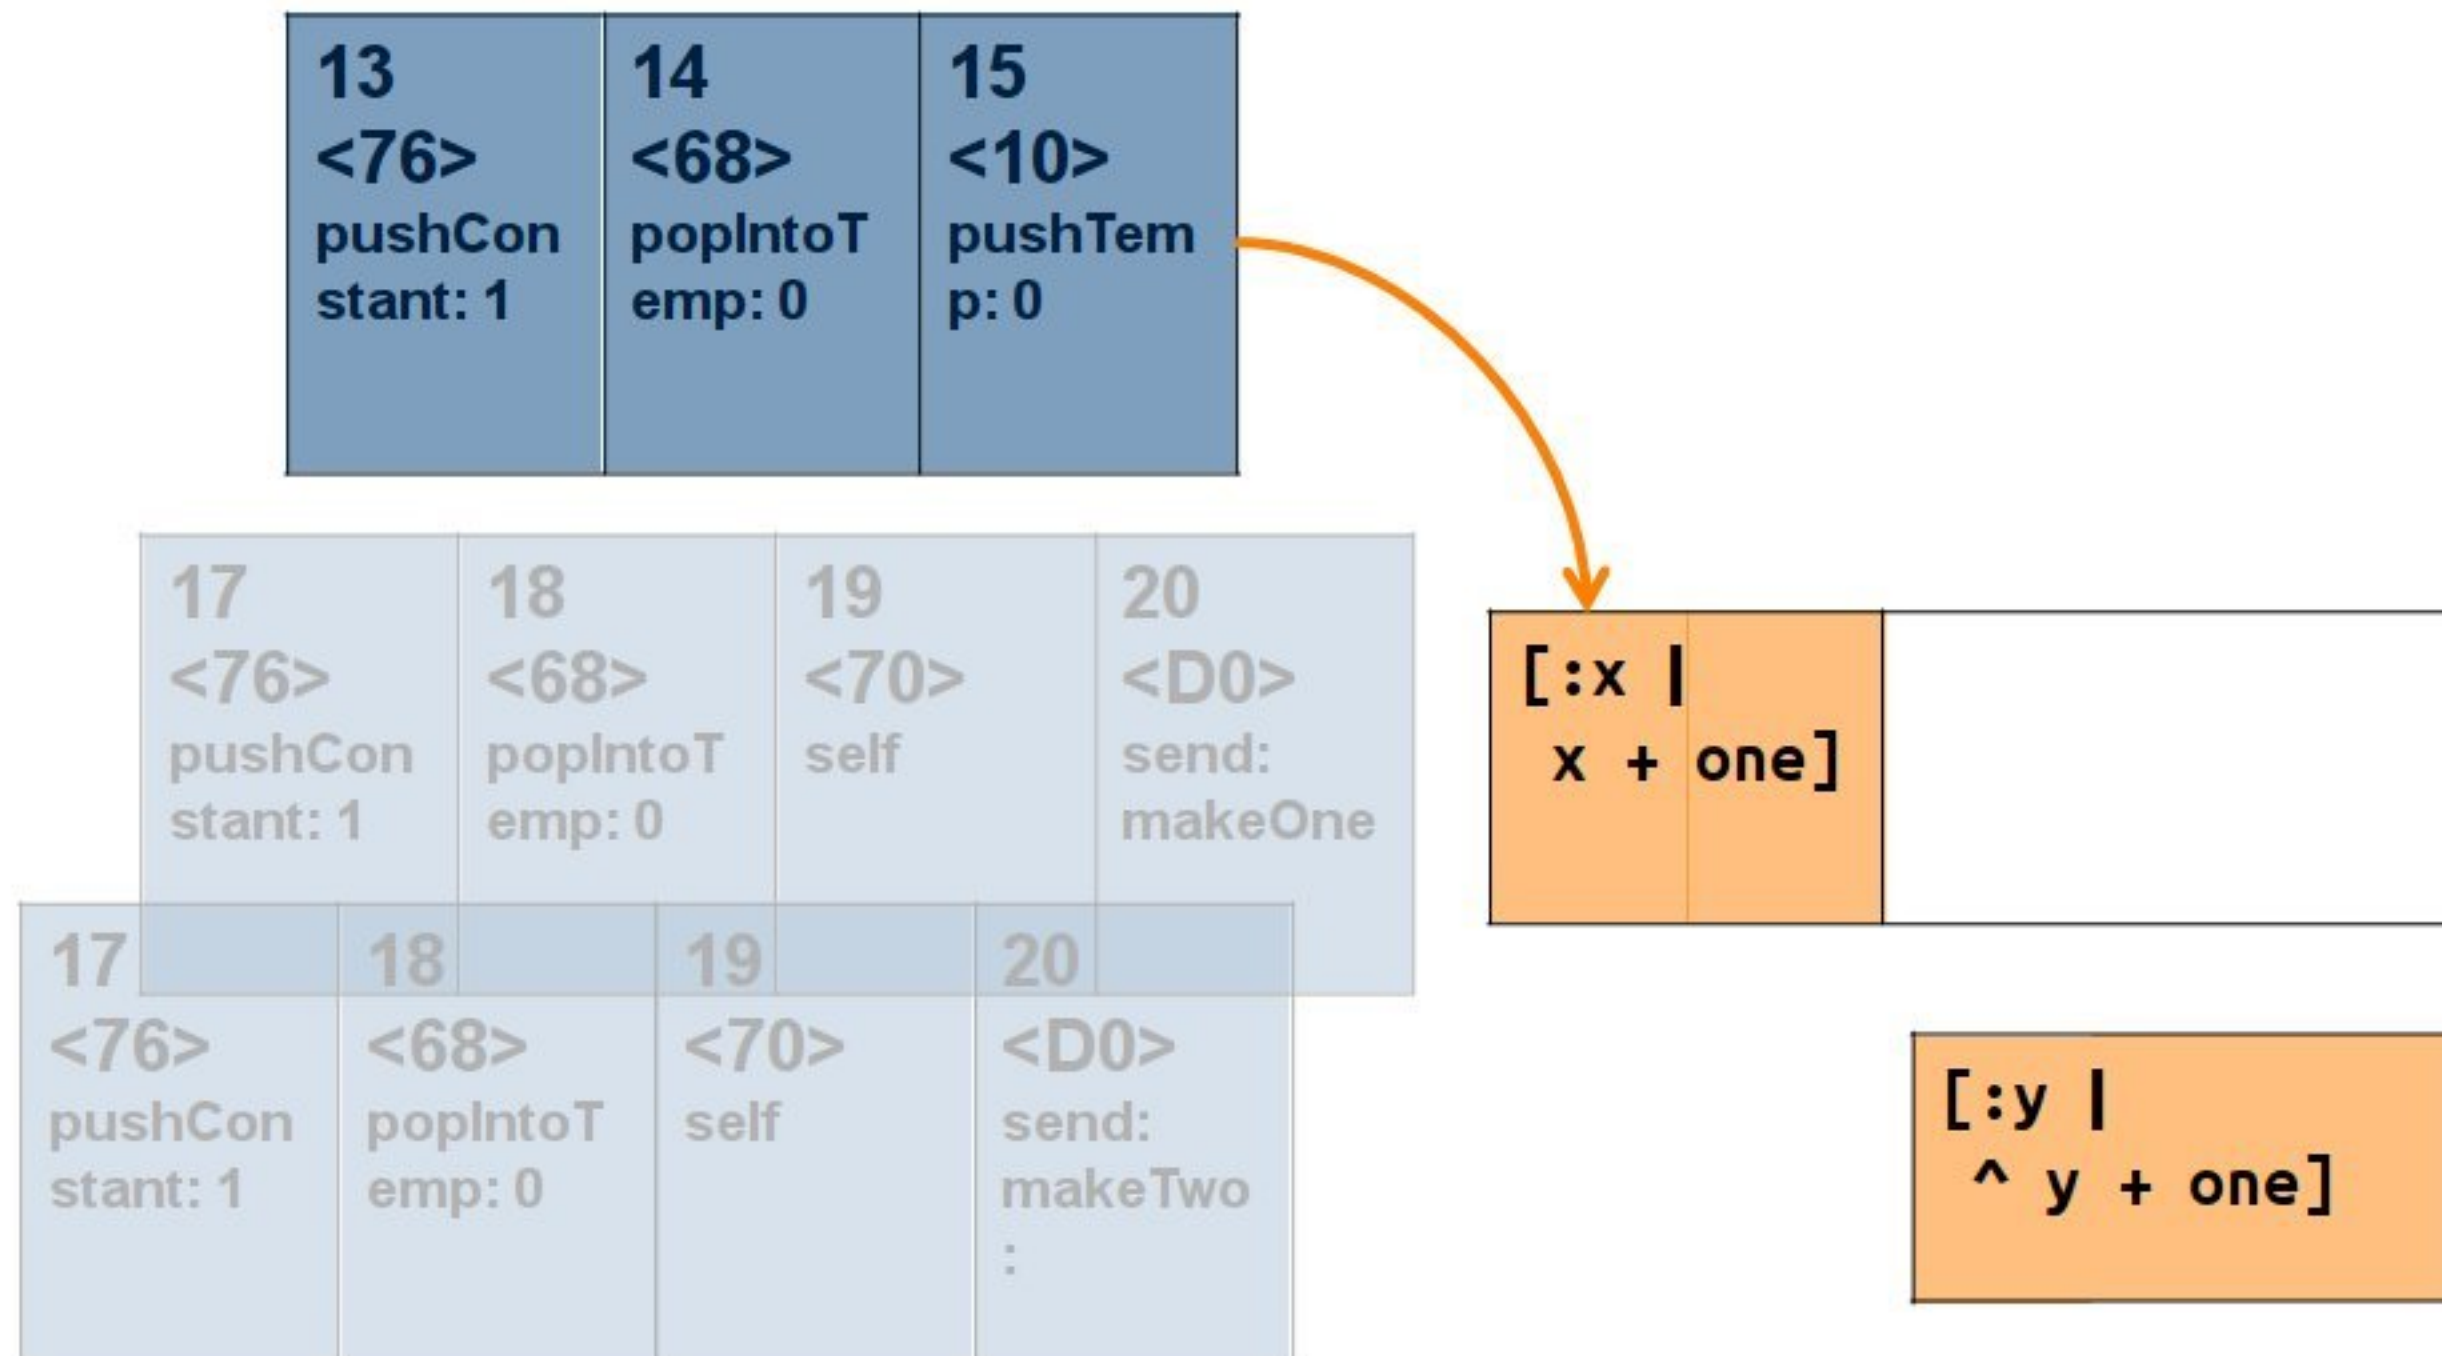 13
<76>
pushCon
stant: 1
14
<68>
popIntoT
emp: 0
15
<10>
pushTem
p: 0
17
<76>
pushCon
stant: 1
18
<68>
popIntoT
emp: 0
19
<70>
self
20
<D0>
send:
makeOne
[:x |
x + one]
17
<76>
pushCon
stant: 1
18
<68>
popIntoT
emp: 0
19
<70>
self
20
<D0>
send:
makeTwo
:
[:y |
^ y + one]